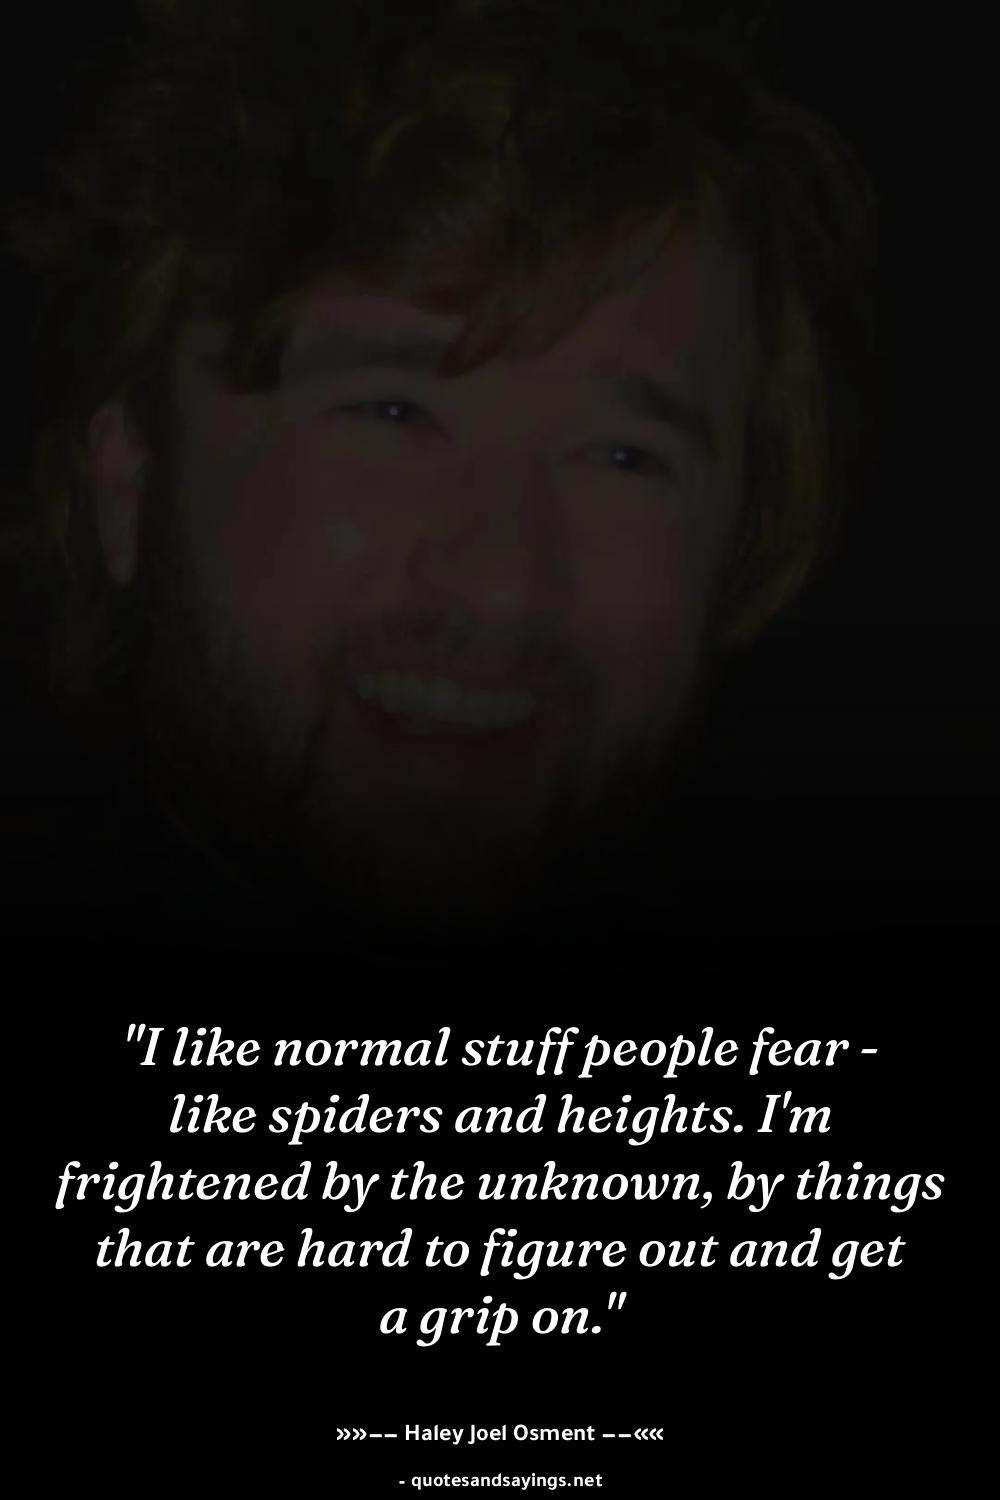 "I like normal stuff people fear -
like spiders and heights. I'm
frightened by the unknown, by things
that are hard to figure out and get
a grip on."
»»–– Haley Joel Osment ––««
- quotesandsayings.net